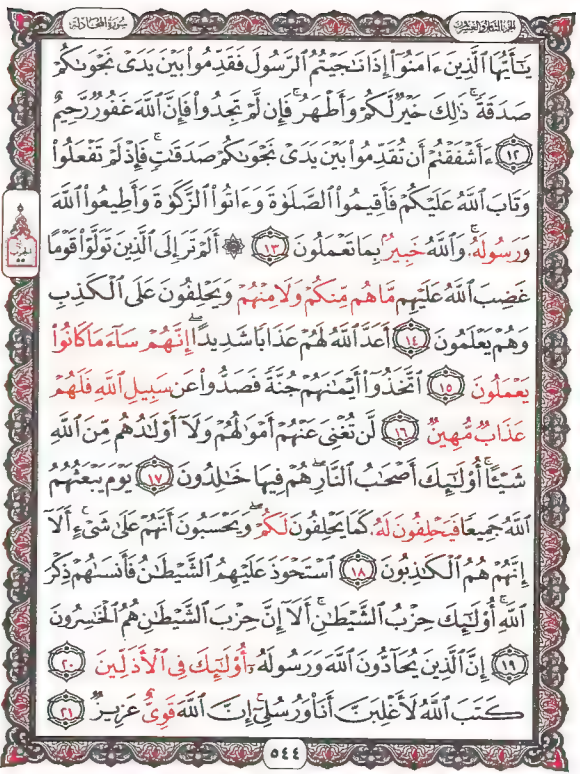 الجزء الثامن والعشرون
سورة المجادلة
يَٰٓأَيُّهَا ٱلَّذِينَ ءَامَنُوٓا۟ إِذَا نَٰجَيْتُمُ ٱلرَّسُولَ فَقَدِّمُوا۟ بَيْنَ يَدَىْ نَجْوَىٰكُمْ
صَدَقَةً ۚ ذَٰلِكَ خَيْرٌ لَّكُمْ وَأَطْهَرُ ۚ فَإِن لَّمْ تَجِدُوا۟ فَإِنَّ ٱللَّهَ غَفُورٌ رَّحِيمٌ
١٢ ءَأَشْفَقْتُمْ أَن تُقَدِّمُوا۟ بَيْنَ يَدَىْ نَجْوَىٰكُمْ صَدَقَٰتٍ ۚ فَإِذْ لَمْ تَفْعَلُوا۟
وَتَابَ ٱللَّهُ عَلَيْكُمْ فَأَقِيمُوا۟ ٱلصَّلَوٰةَ وَءَاتُوا۟ ٱلزَّكَوٰةَ وَأَطِيعُوا۟ ٱللَّهَ
وَرَسُولَهُۥ ۚ وَٱللَّهُ خَبِيرٌۢ بِمَا تَعْمَلُونَ ١٣ ۞ أَلَمْ تَرَ إِلَى ٱلَّذِينَ تَوَلَّوْا۟ قَوْمًا
غَضِبَ ٱللَّهُ عَلَيْهِم مَّا هُم مِّنكُمْ وَلَا مِنْهُمْ وَيَحْلِفُونَ عَلَى ٱلْكَذِبِ
وَهُمْ يَعْلَمُونَ ١٤ أَعَدَّ ٱللَّهُ لَهُمْ عَذَابًا شَدِيدًا ۖ إِنَّهُمْ سَآءَ مَا كَانُوا۟
يَعْمَلُونَ ١٥ ٱتَّخَذُوٓا۟ أَيْمَٰنَهُمْ جُنَّةً فَصَدُّوا۟ عَن سَبِيلِ ٱللَّهِ فَلَهُمْ
عَذَابٌ مُّهِينٌ ١٦ لَّن تُغْنِىَ عَنْهُمْ أَمْوَٰلُهُمْ وَلَآ أَوْلَٰدُهُم مِّنَ ٱللَّهِ
شَيْـًٔا ۚ أُو۟لَٰٓئِكَ أَصْحَٰبُ ٱلنَّارِ ۖ هُمْ فِيهَا خَٰلِدُونَ ١٧ يَوْمَ يَبْعَثُهُمُ
ٱللَّهُ جَمِيعًا فَيَحْلِفُونَ لَهُۥ كَمَا يَحْلِفُونَ لَكُمْ ۖ وَيَحْسَبُونَ أَنَّهُمْ عَلَىٰ شَىْءٍ ۚ أَلَآ
إِنَّهُمْ هُمُ ٱلْكَٰذِبُونَ ١٨ ٱسْتَحْوَذَ عَلَيْهِمُ ٱلشَّيْطَٰنُ فَأَنسَىٰهُمْ ذِكْرَ
ٱللَّهِ ۚ أُو۟لَٰٓئِكَ حِزْبُ ٱلشَّيْطَٰنِ ۚ أَلَآ إِنَّ حِزْبَ ٱلشَّيْطَٰنِ هُمُ ٱلْخَٰسِرُونَ
١٩ إِنَّ ٱلَّذِينَ يُحَآدُّونَ ٱللَّهَ وَرَسُولَهُۥٓ أُو۟لَٰٓئِكَ فِى ٱلْأَذَلِّينَ ٢٠
كَتَبَ ٱللَّهُ لَأَغْلِبَنَّ أَنَا۠ وَرُسُلِىٓ ۚ إِنَّ ٱللَّهَ قَوِىٌّ عَزِيزٌ ٢١
٥٤٤